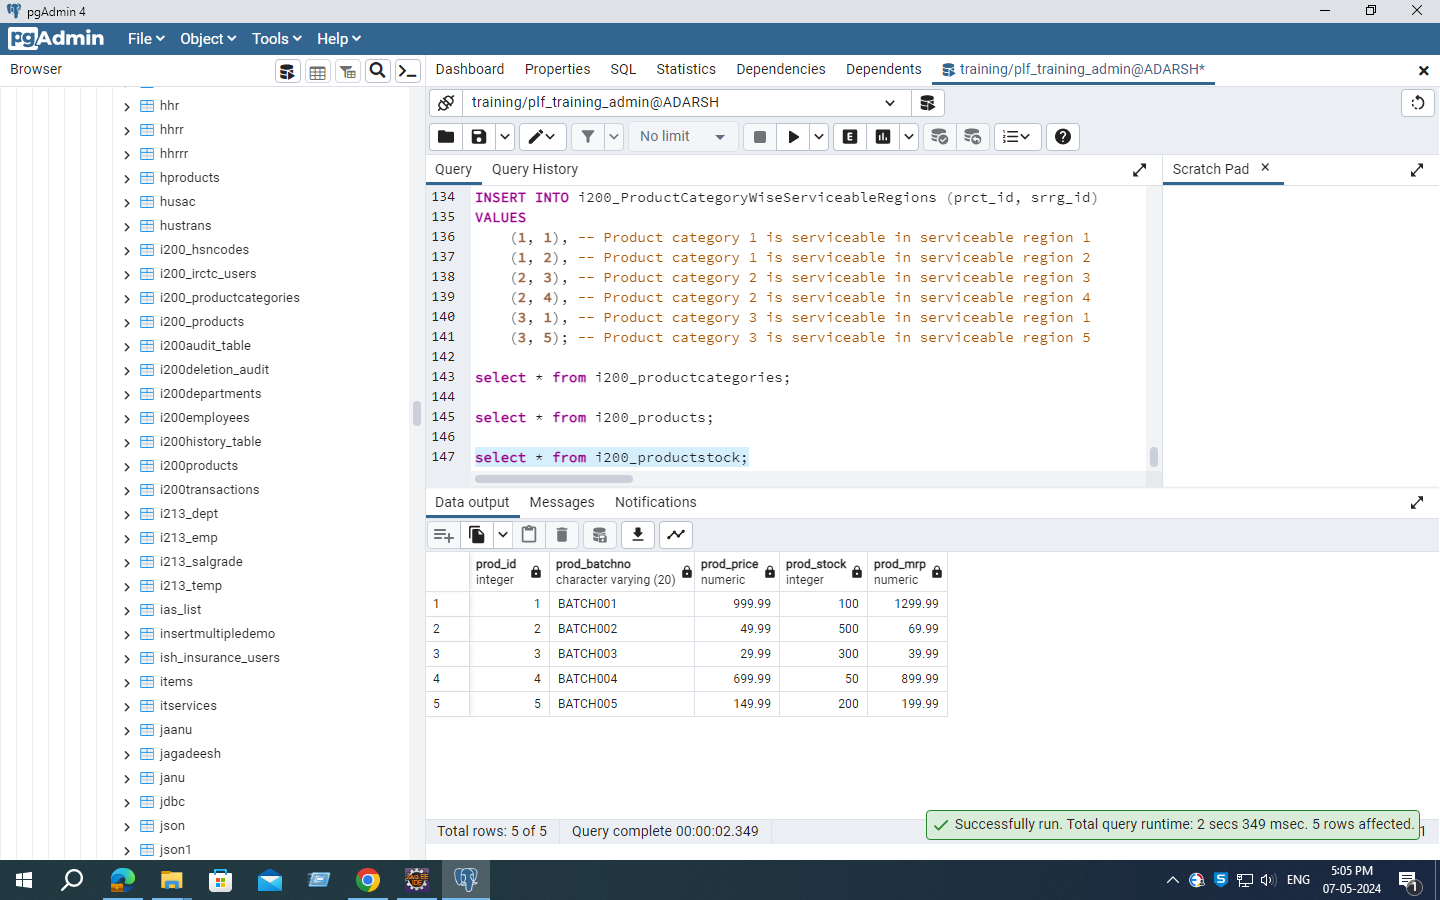 pgAdmin 4
pgAdmin File Object Tools Help
Browser
Dashboard Properties SQL Statistics Dependencies Dependents training/plf_training_admin@ADARSH*
hhr
hhrr
hhrrr
hproducts
husac
hustrans
i200_hsncodes
i200_irctc_users
i200_productcategories
i200_products
i200audit_table
i200deletion_audit
i200departments
i200employees
i200history_table
i200products
i200transactions
i213_dept
i213_emp
i213_salgrade
i213_temp
ias_list
insertmultipledemo
ish_insurance_users
items
itservices
jaanu
jagadeesh
janu
jdbc
json
json1
training/plf_training_admin@ADARSH
No limit
Query Query History
Scratch Pad
134 INSERT INTO i200_ProductCategoryWiseServiceableRegions (prct_id, srrg_id)
135 VALUES
136 (1, 1), -- Product category 1 is serviceable in serviceable region 1
137 (1, 2), -- Product category 1 is serviceable in serviceable region 2
138 (2, 3), -- Product category 2 is serviceable in serviceable region 3
139 (2, 4), -- Product category 2 is serviceable in serviceable region 4
140 (3, 1), -- Product category 3 is serviceable in serviceable region 1
141 (3, 5); -- Product category 3 is serviceable in serviceable region 5
142
143 select * from i200_productcategories;
144
145 select * from i200_products;
146
147 select * from i200_productstock;
Data output Messages Notifications
prod_id prod_batchno prod_price prod_stock prod_mrp
integer character varying (20) numeric integer numeric
1 1 BATCH001 999.99 100 1299.99
2 2 BATCH002 49.99 500 69.99
3 3 BATCH003 29.99 300 39.99
4 4 BATCH004 699.99 50 899.99
5 5 BATCH005 149.99 200 199.99
Total rows: 5 of 5 Query complete 00:00:02.349
Successfully run. Total query runtime: 2 secs 349 msec. 5 rows affected.
ENG
5:05 PM
07-05-2024
1